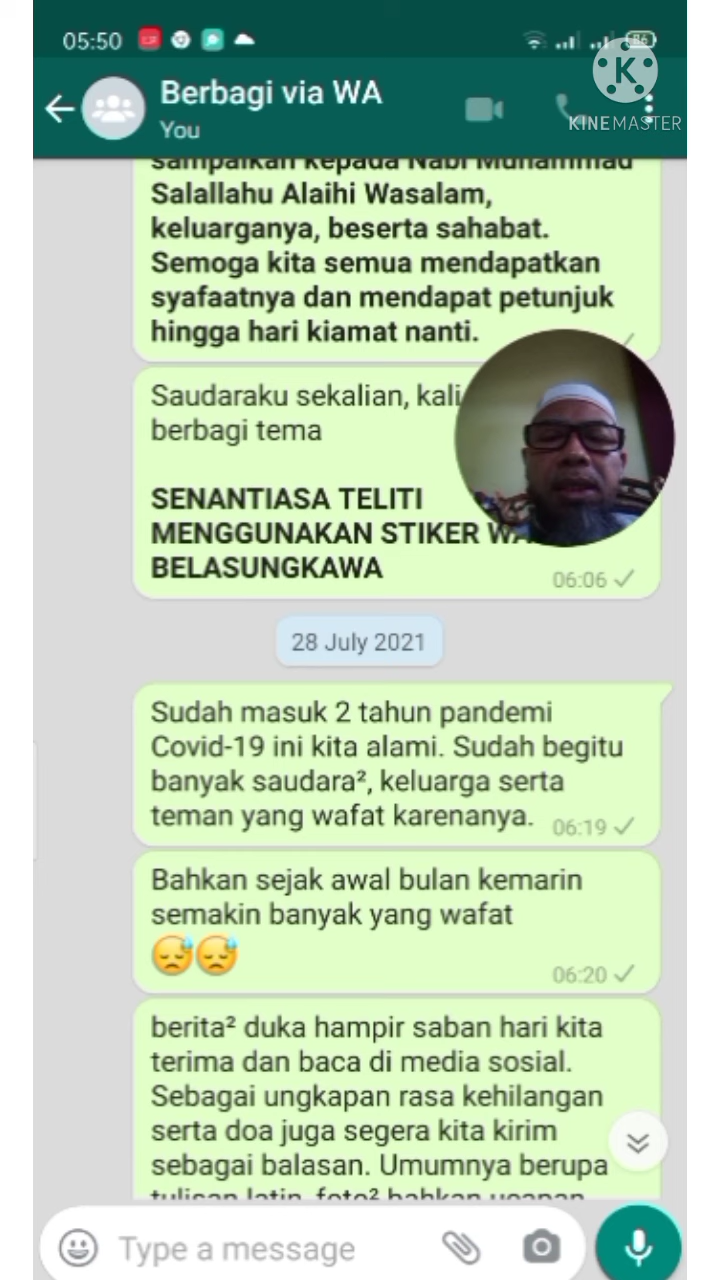 05:50
86
Berbagi via WA
You
K
KINEMASTER
sampaikan kepada Nabi Muhammad
Salallahu Alaihi Wasalam,
keluarganya, beserta sahabat.
Semoga kita semua mendapatkan
syafaatnya dan mendapat petunjuk
hingga hari kiamat nanti.
Saudaraku sekalian, kali
berbagi tema
SENANTIASA TELITI
MENGGUNAKAN STIKER
BELASUNGKAWA
06:06
28 July 2021
Sudah masuk 2 tahun pandemi
Covid-19 ini kita alami. Sudah begitu
banyak saudara², keluarga serta
teman yang wafat karenanya.
06:19
Bahkan sejak awal bulan kemarin
semakin banyak yang wafat
😓😓
06:20
berita² duka hampir saban hari kita
terima dan baca di media sosial.
Sebagai ungkapan rasa kehilangan
serta doa juga segera kita kirim
sebagai balasan. Umumnya berupa
tulisan latin, foto² bahkan ucapan
Type a message